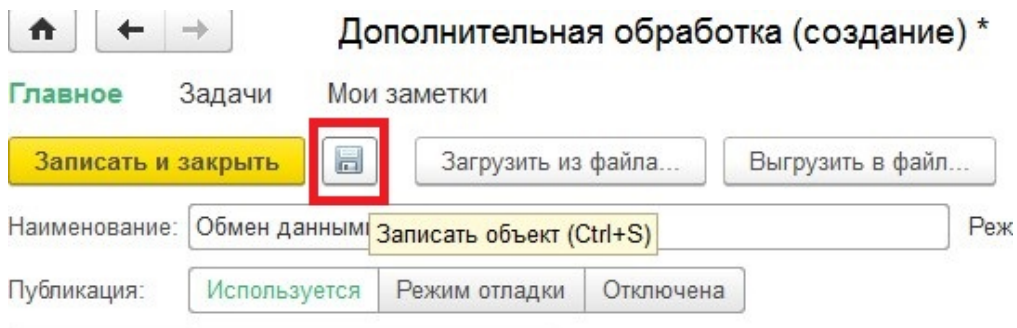 Дополнительная обработка (создание) *
Главное Задачи Мои заметки
Записать и закрыть Загрузить из файла... Выгрузить в файл...
Наименование: Обмен данными Реж
Записать объект (Ctrl+S)
Публикация: Используется Режим отладки Отключена